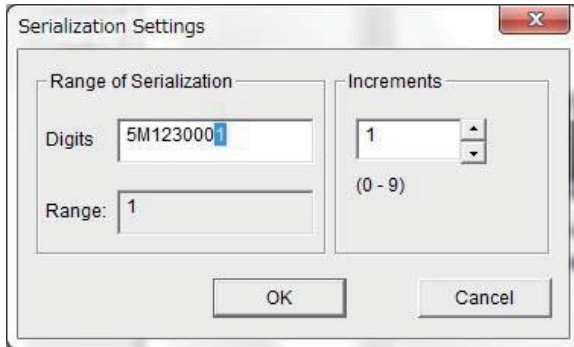 Serialization Settings
Range of Serialization
Digits 5M1230001
Range: 1
Increments
1
(0 - 9)
OK Cancel